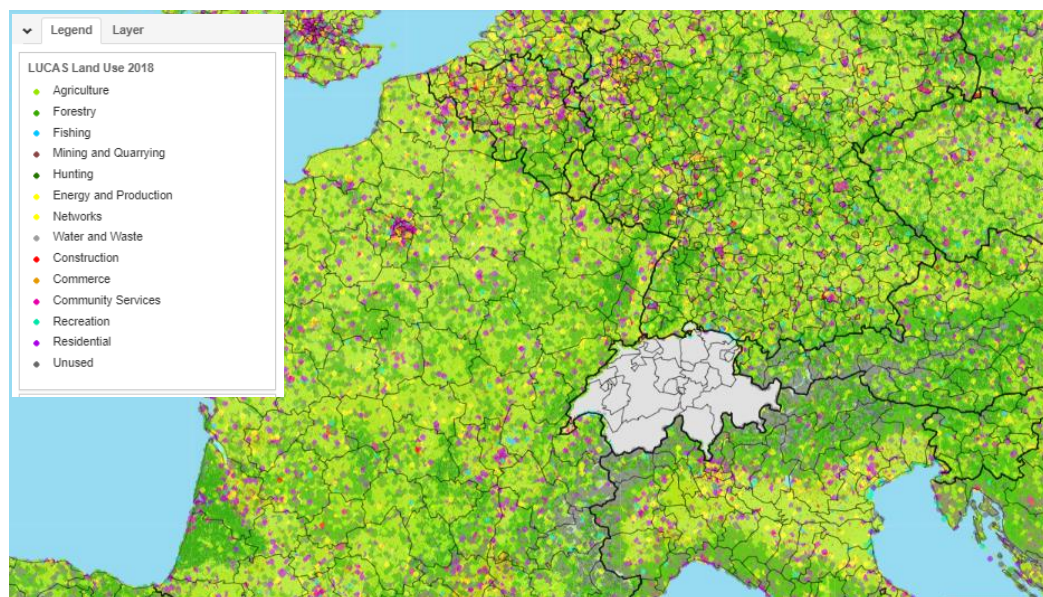 Legend Layer
LUCAS Land Use 2018
Agriculture
Forestry
Fishing
Mining and Quarrying
Hunting
Energy and Production
Networks
Water and Waste
Construction
Commerce
Community Services
Recreation
Residential
Unused